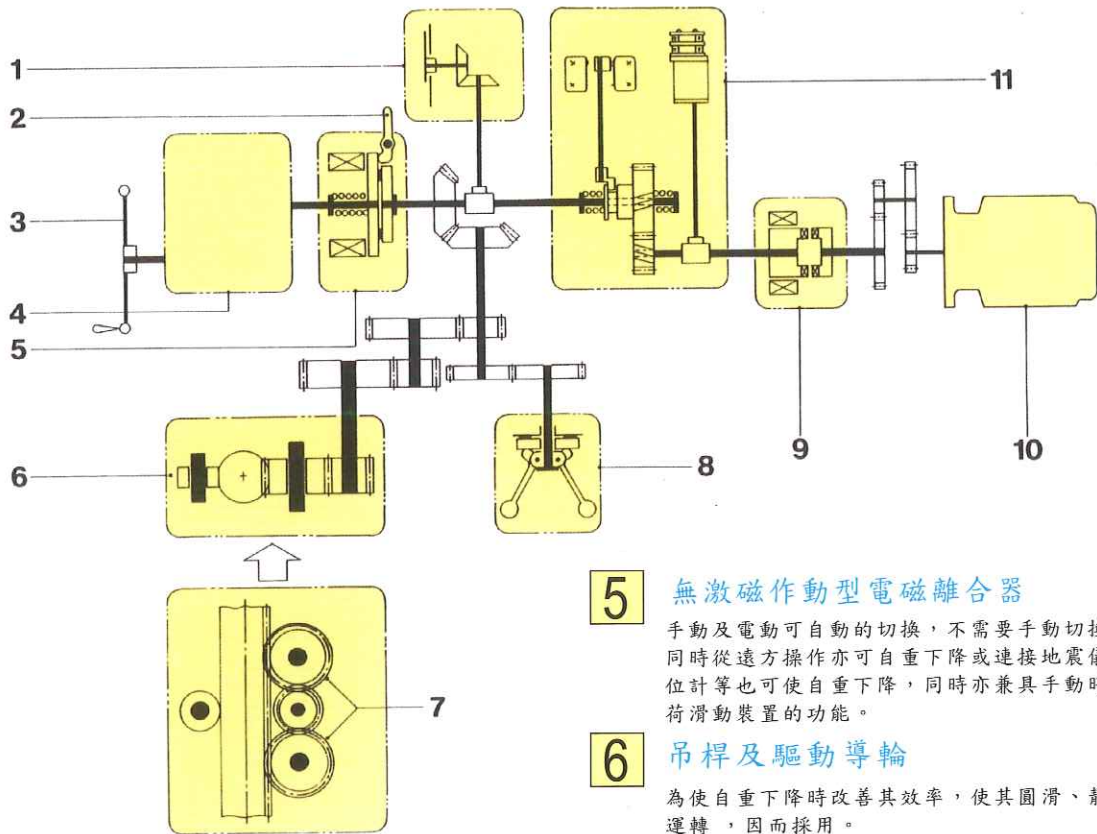 1
2
11
3
4
5
6
8
9
10
7
5 無激磁作動型電磁離合器
手動及電動可自動的切換，不需要手動切換
同時從遠方操作亦可自重下降或連接地震儀
位計等也可使自重下降，同時亦兼具手動時
荷滑動裝置的功能。
6 吊桿及驅動導輪
為使自重下降時改善其效率，使其圓滑、
運轉 ，因而採用。